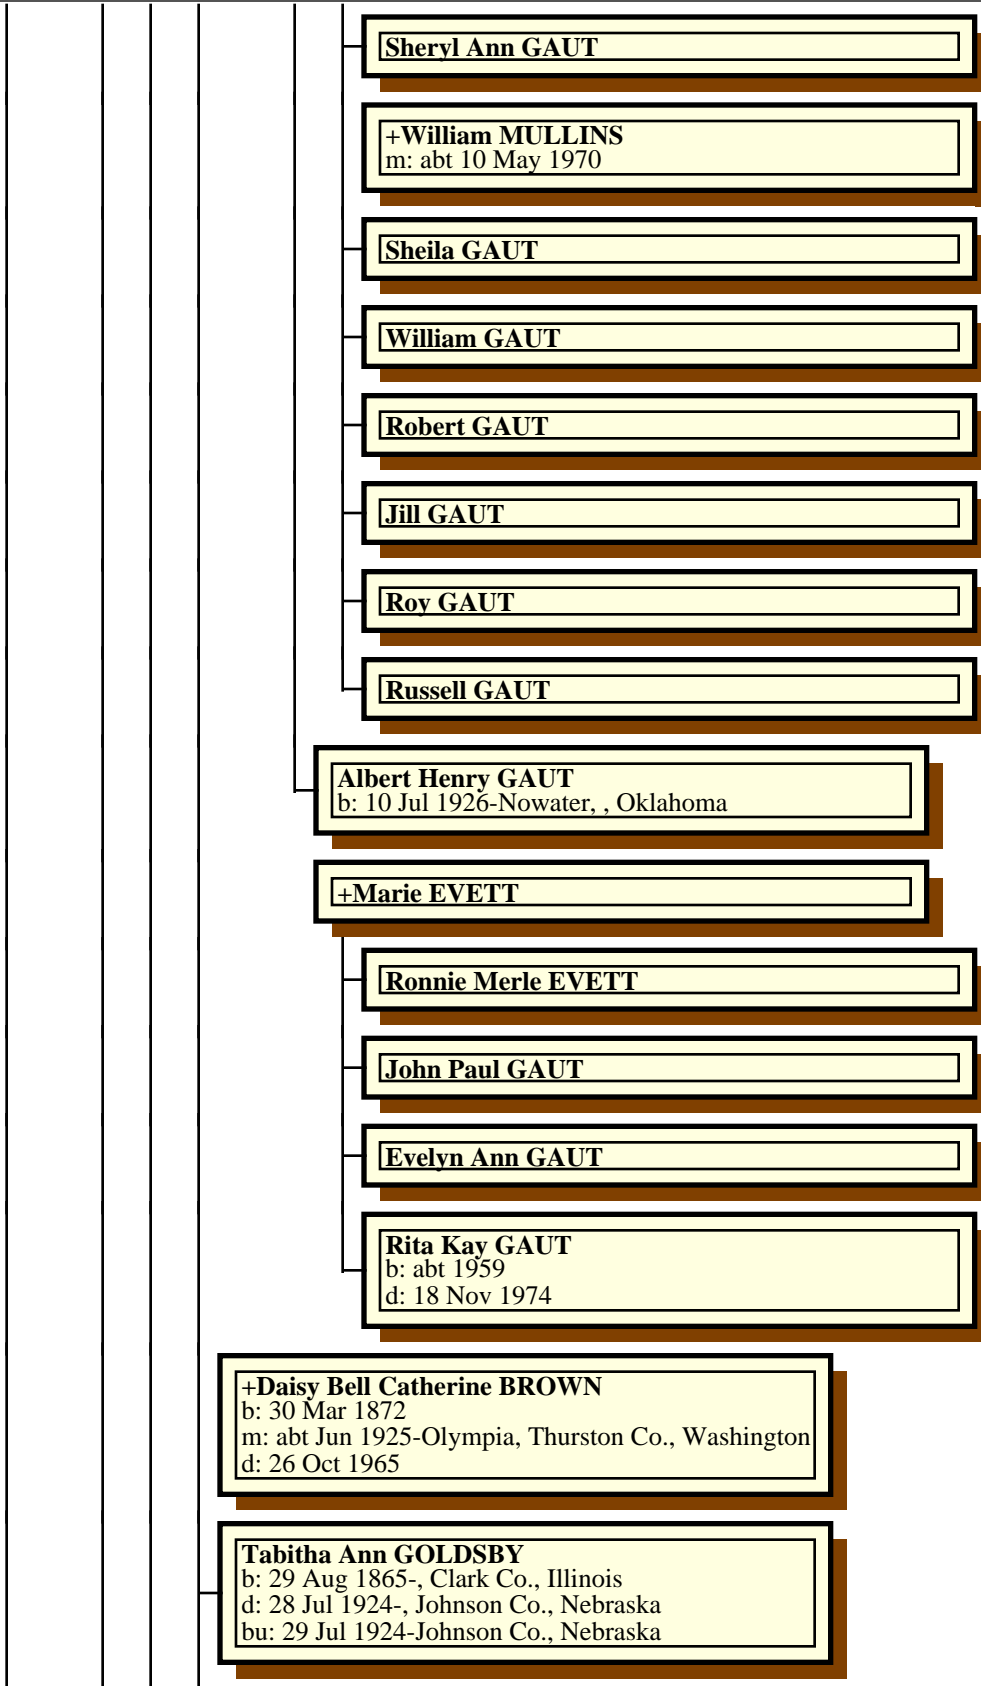 Sheryl Ann GAUT
+William MULLINS
m: abt 10 May 1970
Sheila GAUT
William GAUT
Robert GAUT
Jill GAUT
Roy GAUT
Russell GAUT
Albert Henry GAUT
b: 10 Jul 1926-Nowater, , Oklahoma
+Marie EVETT
Ronnie Merle EVETT
John Paul GAUT
Evelyn Ann GAUT
Rita Kay GAUT
b: abt 1959
d: 18 Nov 1974
+Daisy Bell Catherine BROWN
b: 30 Mar 1872
m: abt Jun 1925-Olympia, Thurston Co., Washington
d: 26 Oct 1965
Tabitha Ann GOLDSBY
b: 29 Aug 1865-, Clark Co., Illinois
d: 28 Jul 1924-, Johnson Co., Nebraska
bu: 29 Jul 1924-Johnson Co., Nebraska